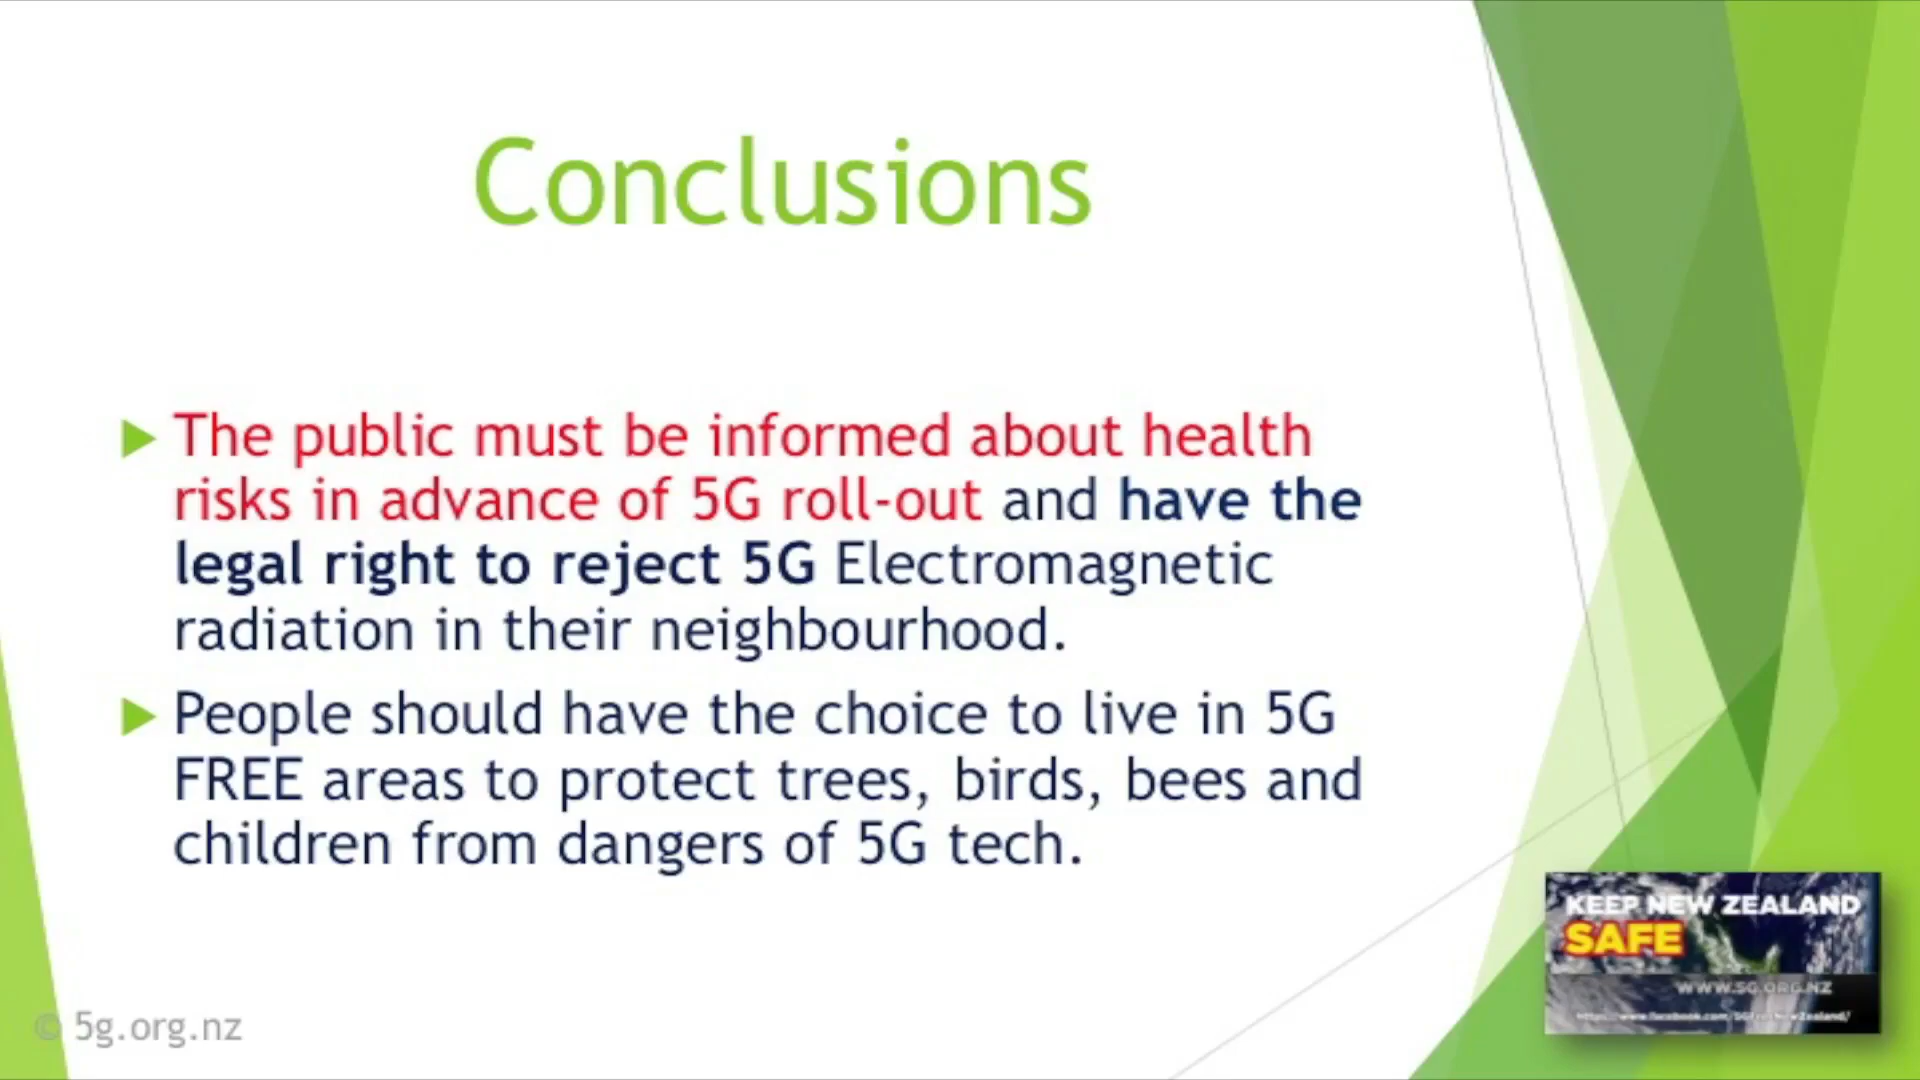 Conclusions
The public must be informed about health
risks in advance of 5G roll-out and have the
legal right to reject 5G Electromagnetic
radiation in their neighbourhood.
People should have the choice to live in 5G
FREE areas to protect trees, birds, bees and
children from dangers of 5G tech.
KEEP NEW ZEALAND
SAFE
WWW.5G.ORG.NZ
© 5g.org.nz